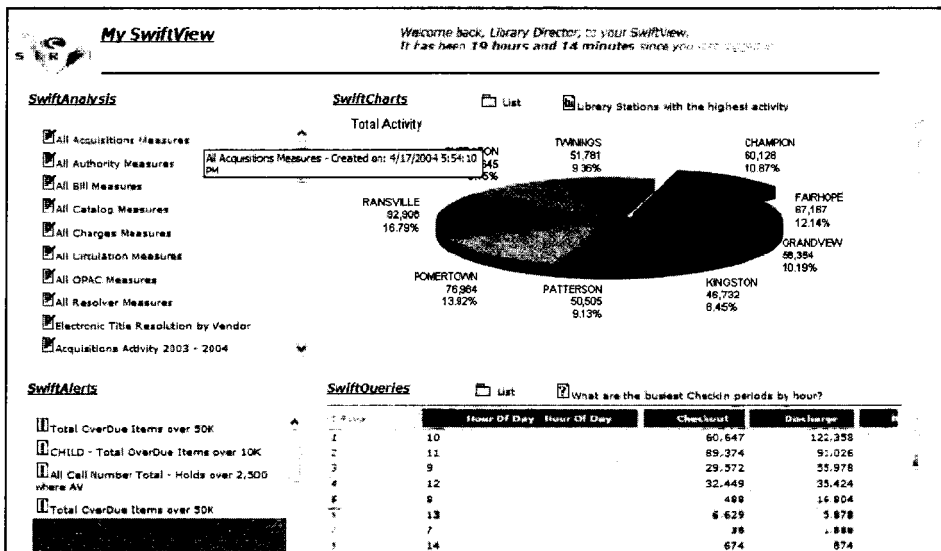 My SwiftView
Welcome back, Library Director, to your SwiftView.
It has been 19 hours and 14 minutes since you
SwiftAnalysis
All Acquisitions Measures
All Authority Measures
All Bill Measures
All Catalog Measures
All Charges Measures
All Circulation Measures
All OPAC Measures
All Resolver Measures
Electronic Title Resolution by Vendor
Acquisitions Activity 2003 - 2004
All Acquisitions Measures - Created on: 4/17/2004 5:54:10 PM
SwiftCharts
List
Library Stations with the highest activity
Total Activity
TWININGS
51,781
9.36%
CHAMPION
60,128
10.87%
FAIRHOPE
67,167
12.14%
GRANDVIEW
10.19%
KINGSTON
46,732
8.45%
PATTERSON
50,505
9.13%
POMERTOWN
76,984
13.92%
RANSVILLE
92,906
16.79%
SwiftAlerts
Total OverDue Items over 50K
CHILD - Total OverDue Items over 10K
All Call Number Total - Holds over 2,500
where AV
Total OverDue Items over 50K
SwiftQueries
List
What are the busiest Checkin periods by hour?
Hour Of Day Hour Of Day Checkout Discharge
1 10 60,647 122,358
2 11 89,374 91,026
3 9 29,572 55,978
4 12 32,449 35,424
8 488 16,804
13 6,629 5,878
7
14 674 874